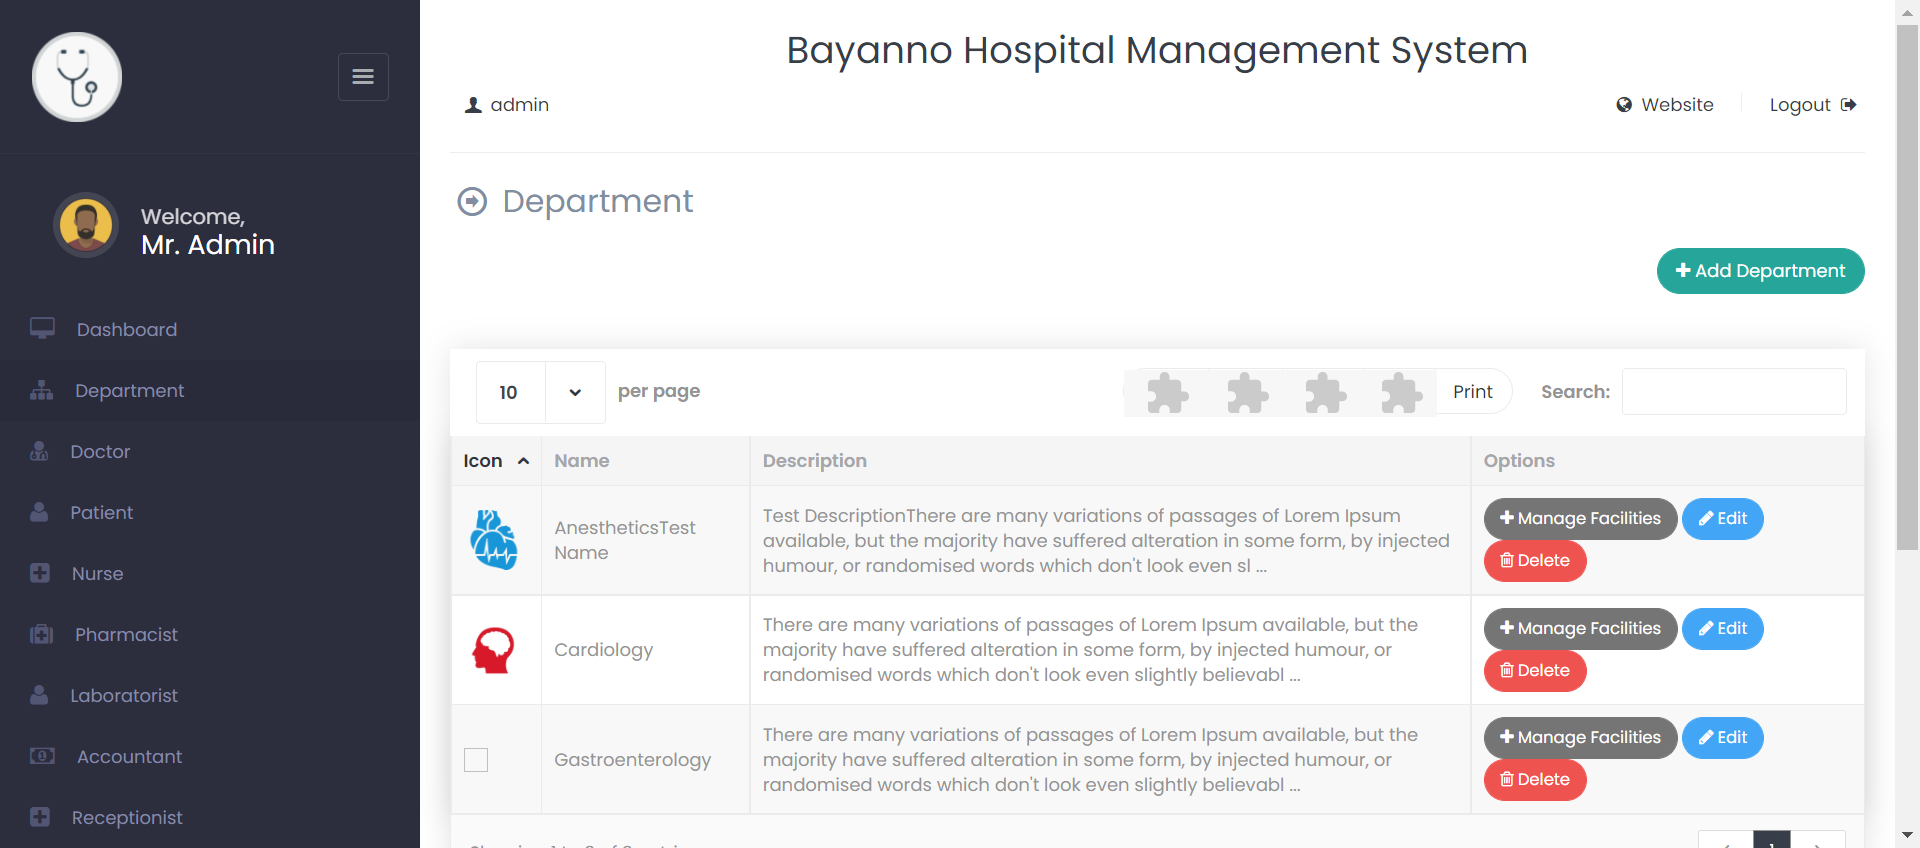 Bayanno Hospital Management System
admin
Website
Logout
Welcome,
Mr. Admin
Dashboard
Department
Doctor
Patient
Nurse
Pharmacist
Laboratorist
Accountant
Receptionist
Department
Add Department
10
per page
Print
Search:
Icon
Name
Description
Options
AnestheticsTest
Name
Test DescriptionThere are many variations of passages of Lorem Ipsum
available, but the majority have suffered alteration in some form, by injected
humour, or randomised words which don't look even sl ...
Manage Facilities
Edit
Delete
Cardiology
There are many variations of passages of Lorem Ipsum available, but the
majority have suffered alteration in some form, by injected humour, or
randomised words which don't look even slightly believabl ...
Manage Facilities
Edit
Delete
Gastroenterology
There are many variations of passages of Lorem Ipsum available, but the
majority have suffered alteration in some form, by injected humour, or
randomised words which don't look even slightly believabl ...
Manage Facilities
Edit
Delete